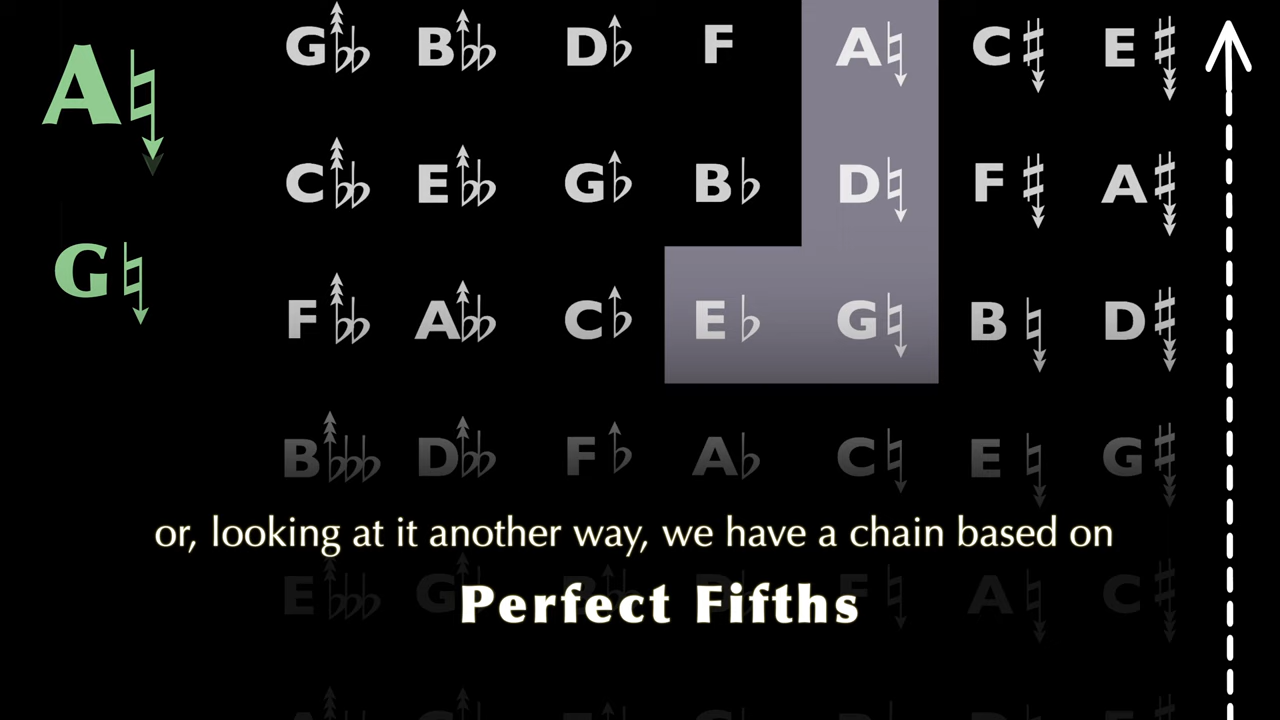 A♮↓ G♭♭↑↑↑ B♭♭↑↑ D♭↑ F A♮↓ C♯↓↓ E♯↓↓↓
C♭♭↑↑↑ E♭♭↑↑ G♭↑ B♭ D♮↓ F♯↓↓ A♯↓↓↓
G♮↓ F♭♭↑↑↑ A♭♭↑↑ C♭↑ E♭ G♮↓ B♮↓↓ D♯↓↓↓
B♭♭♭↑↑↑ D♭♭↑↑ F♭↑ A♭ C♮↓ E♮↓↓ G♯↓↓↓
or, looking at it another way, we have a chain based on
Perfect Fifths